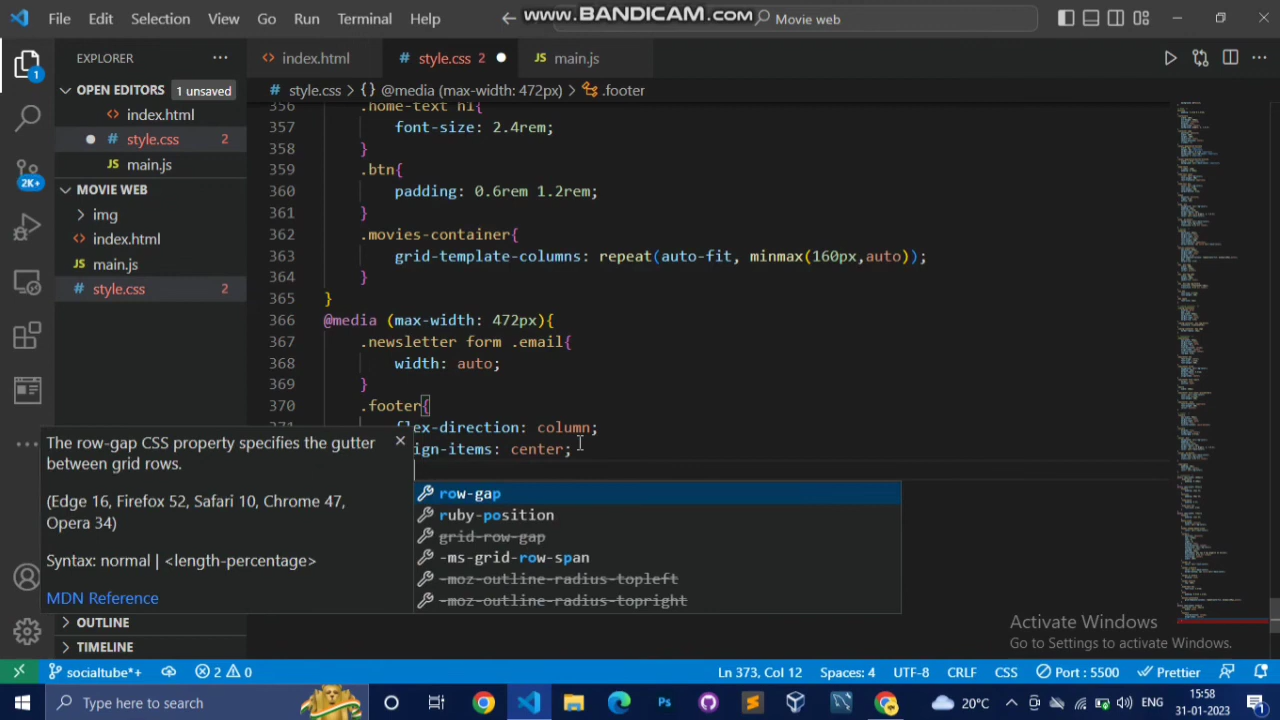 www.BANDICAM.com
File Edit Selection View Go Run Terminal Help
Movie web
EXPLORER
index.html
style.css 2
main.js
OPEN EDITORS
1 unsaved
style.css > {} @media (max-width: 472px) > .footer
index.html
style.css 2
main.js
MOVIE WEB
img
index.html
main.js
style.css 2
1
2K+
356 .home-text h1{
357 font-size: 2.4rem;
358 }
359 .btn{
360 padding: 0.6rem 1.2rem;
361 }
362 .movies-container{
363 grid-template-columns: repeat(auto-fit, minmax(160px,auto));
364 }
365 }
366 @media (max-width: 472px){
367 .newsletter form .email{
368 width: auto;
369 }
370 .footer{
371 flex-direction: column;
ign-items: center;
The row-gap CSS property specifies the gutter
between grid rows.
(Edge 16, Firefox 52, Safari 10, Chrome 47,
Opera 34)
Syntax: normal | <length-percentage>
MDN Reference
row-gap
ruby-position
grid-row-gap
-ms-grid-row-span
-moz-outline-radius-topleft
-moz-outline-radius-topright
OUTLINE
TIMELINE
Activate Windows
Go to Settings to activate Windows.
socialtube*+ 2 0 Ln 373, Col 12 Spaces: 4 UTF-8 CRLF CSS Port : 5500 Prettier
Type here to search
Ps
20°C
ENG
15:58
31-01-2023
1